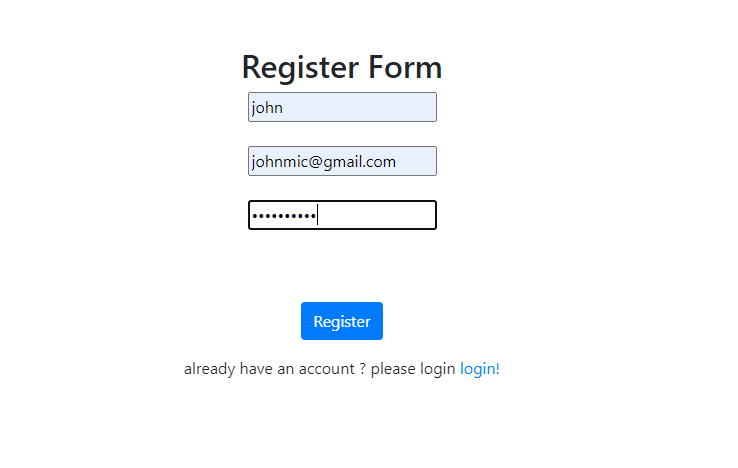 Register Form
john
johnmic@gmail.com
••••••••••
Register
already have an account ? please login login!